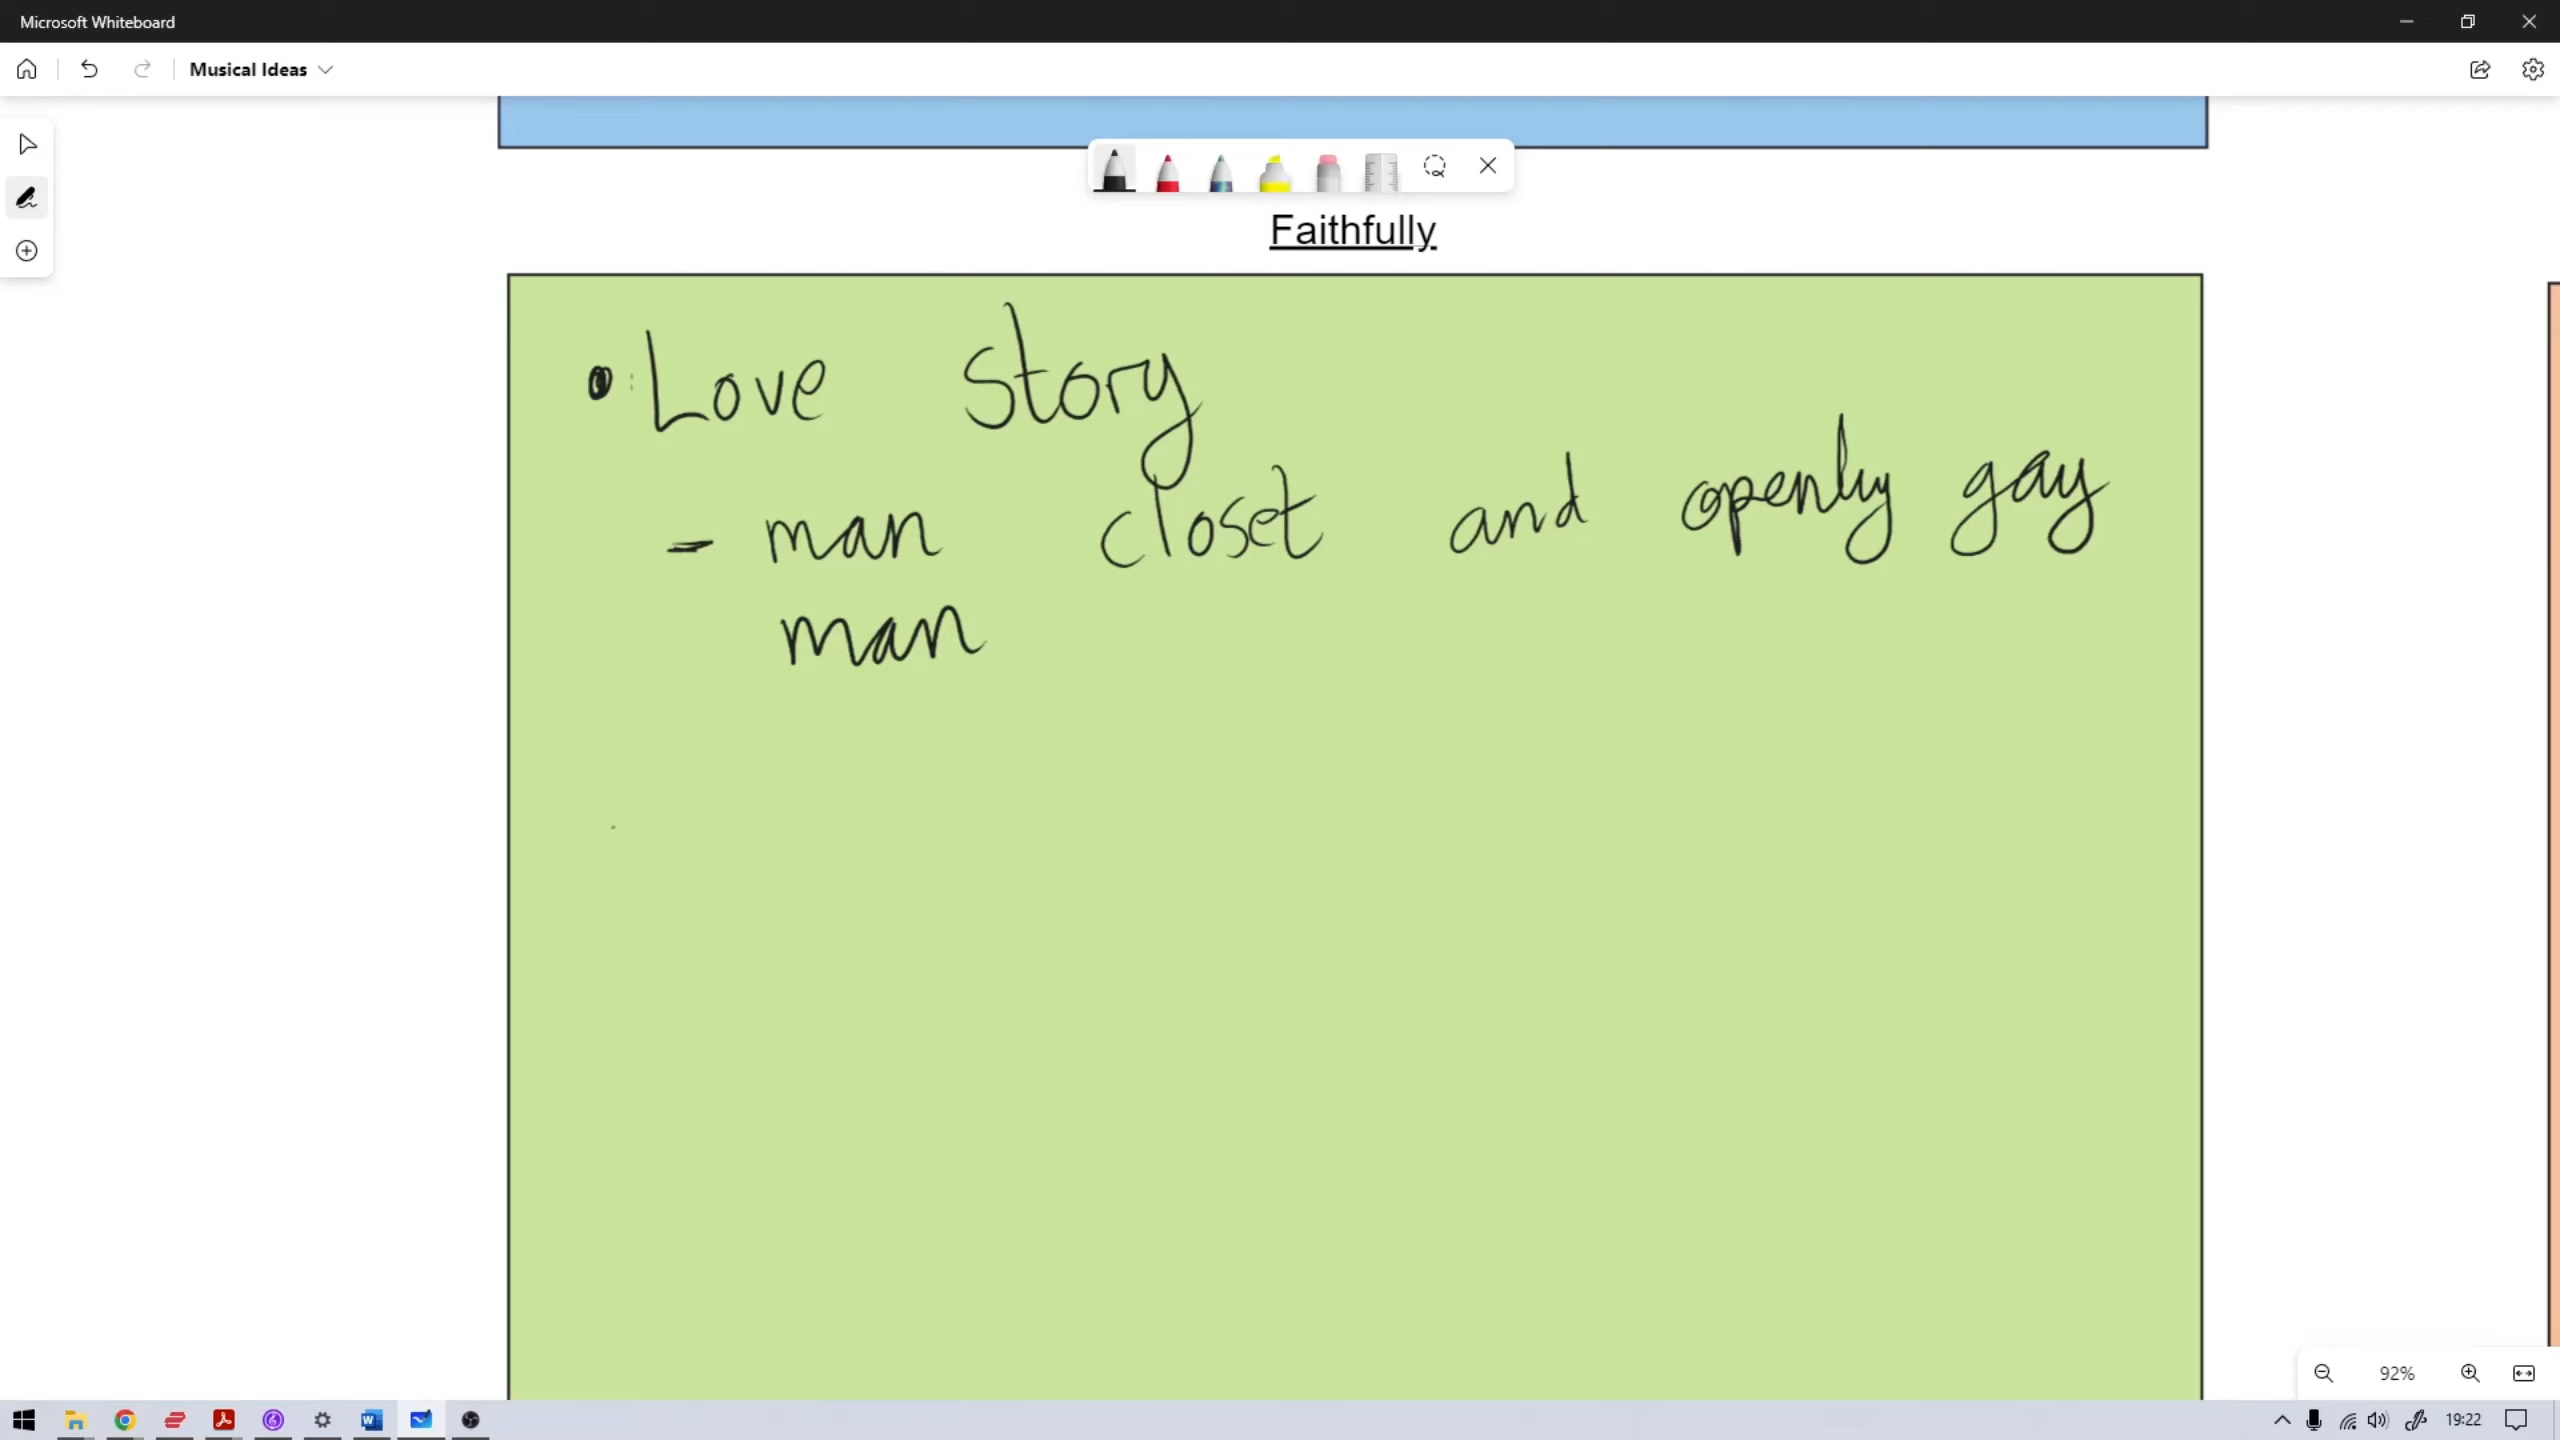 Microsoft Whiteboard
Musical Ideas
Faithfully
• Love Story
- man closet and openly gay
man
92%
19:22